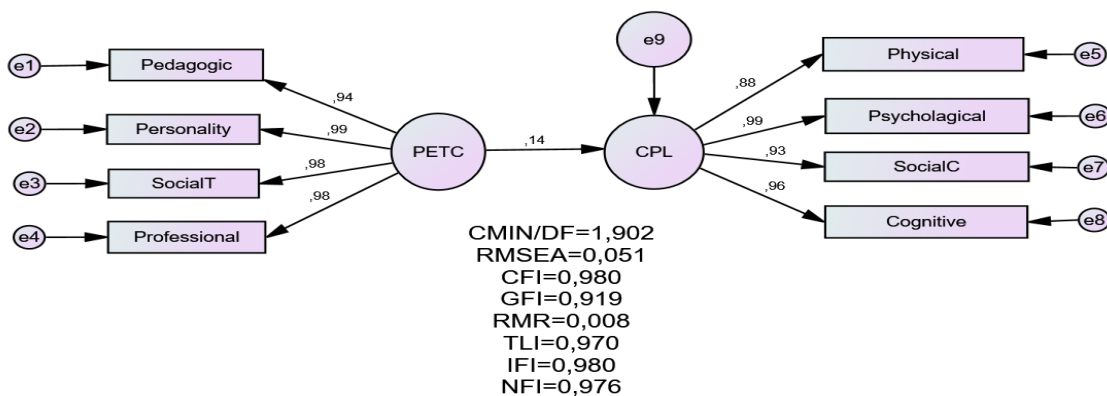 e1
Pedagogic
e2
Personality
e3
SocialT
e4
Professional
,94
,99
,98
,98
PETC
,14
e9
CPL
,88
,99
,93
,96
Physical
e5
Psycholagical
e6
SocialC
e7
Cognitive
e8
CMIN/DF=1,902
RMSEA=0,051
CFI=0,980
GFI=0,919
RMR=0,008
TLI=0,970
IFI=0,980
NFI=0,976